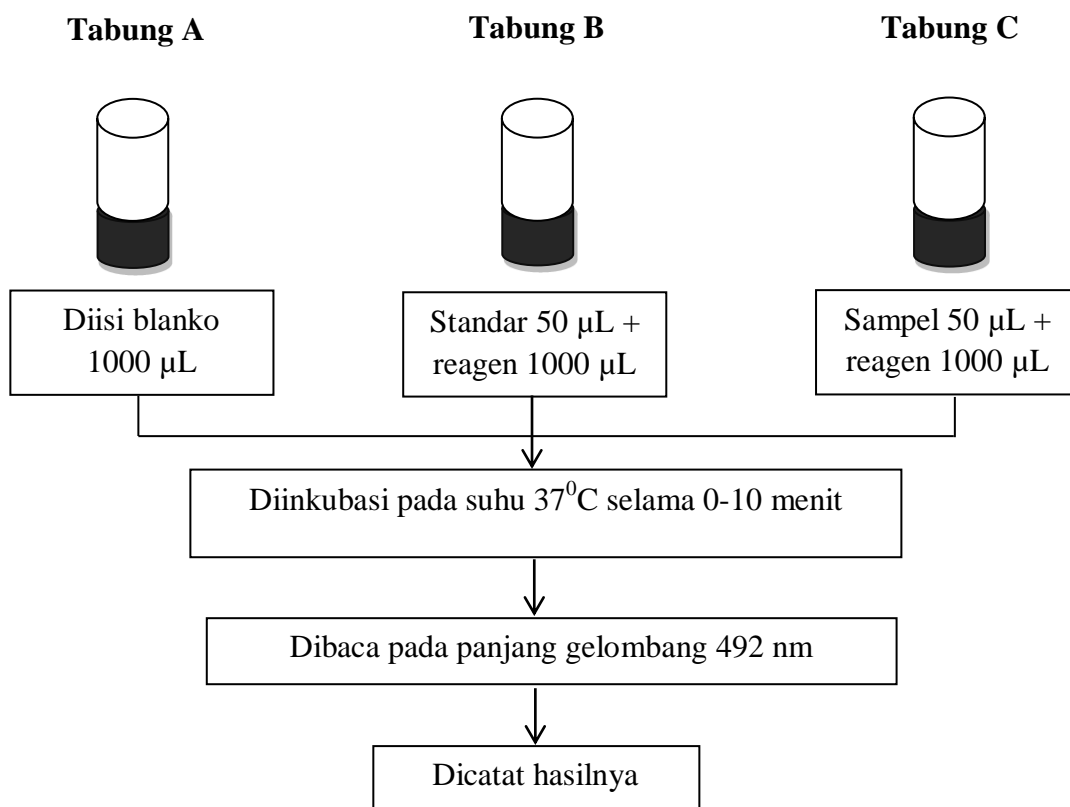 Tabung A
Tabung B
Tabung C
Diisi blanko
1000 µL
Standar 50 µL +
reagen 1000 µL
Sampel 50 µL +
reagen 1000 µL
Diinkubasi pada suhu 37⁰C selama 0-10 menit
Dibaca pada panjang gelombang 492 nm
Dicatat hasilnya